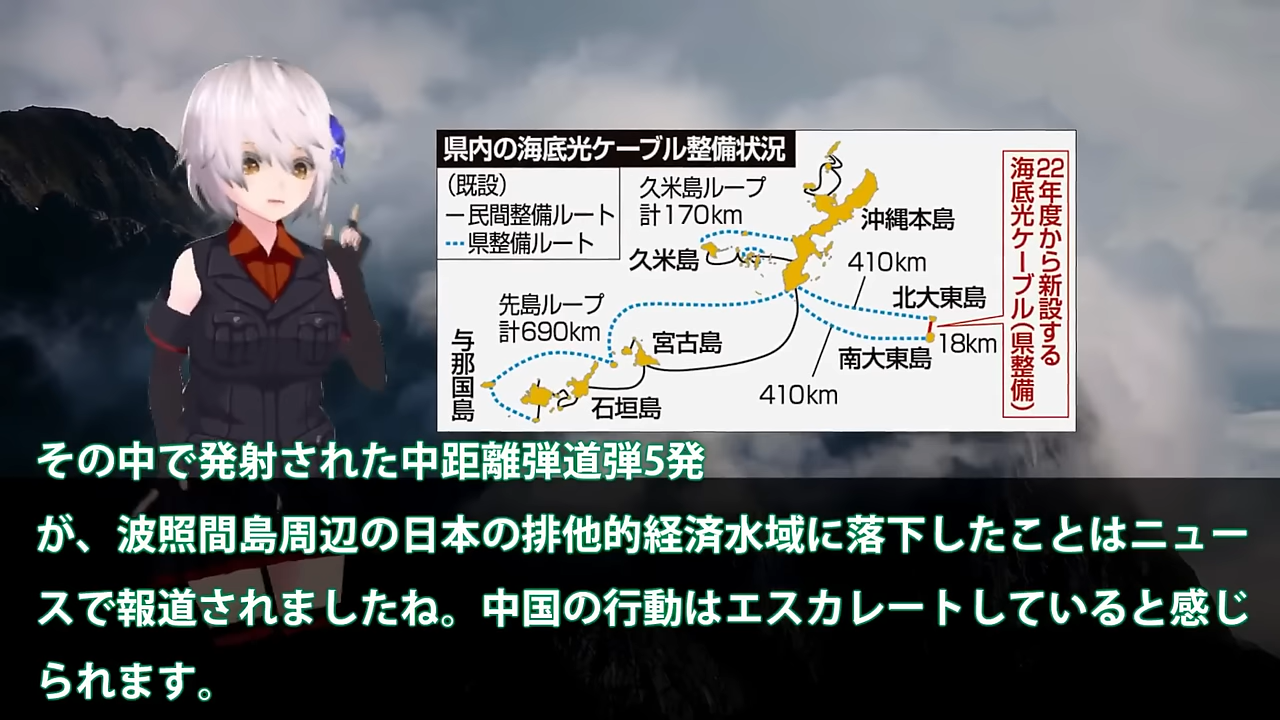 県内の海底光ケーブル整備状況
(既設)
─民間整備ルート
…県整備ルート
久米島ループ
計170km
久米島
沖縄本島
410km
北大東島
18km
南大東島
410km
先島ループ
計690km
宮古島
与那国島
石垣島
22年度から新設する
海底光ケーブル(県整備)
その中で発射された中距離弾道弾5発
が、波照間島周辺の日本の排他的経済水域に落下したことはニュー
スで報道されましたね。中国の行動はエスカレートしていると感じ
られます。